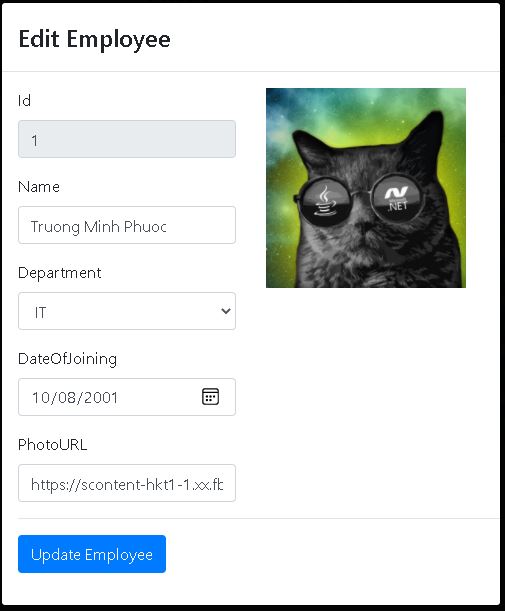 Edit Employee
Id
1
Name
Truong Minh Phuoc
Department
IT
DateOfJoining
10/08/2001
PhotoURL
https://scontent-hkt1-1.xx.fb
Update Employee
.NET